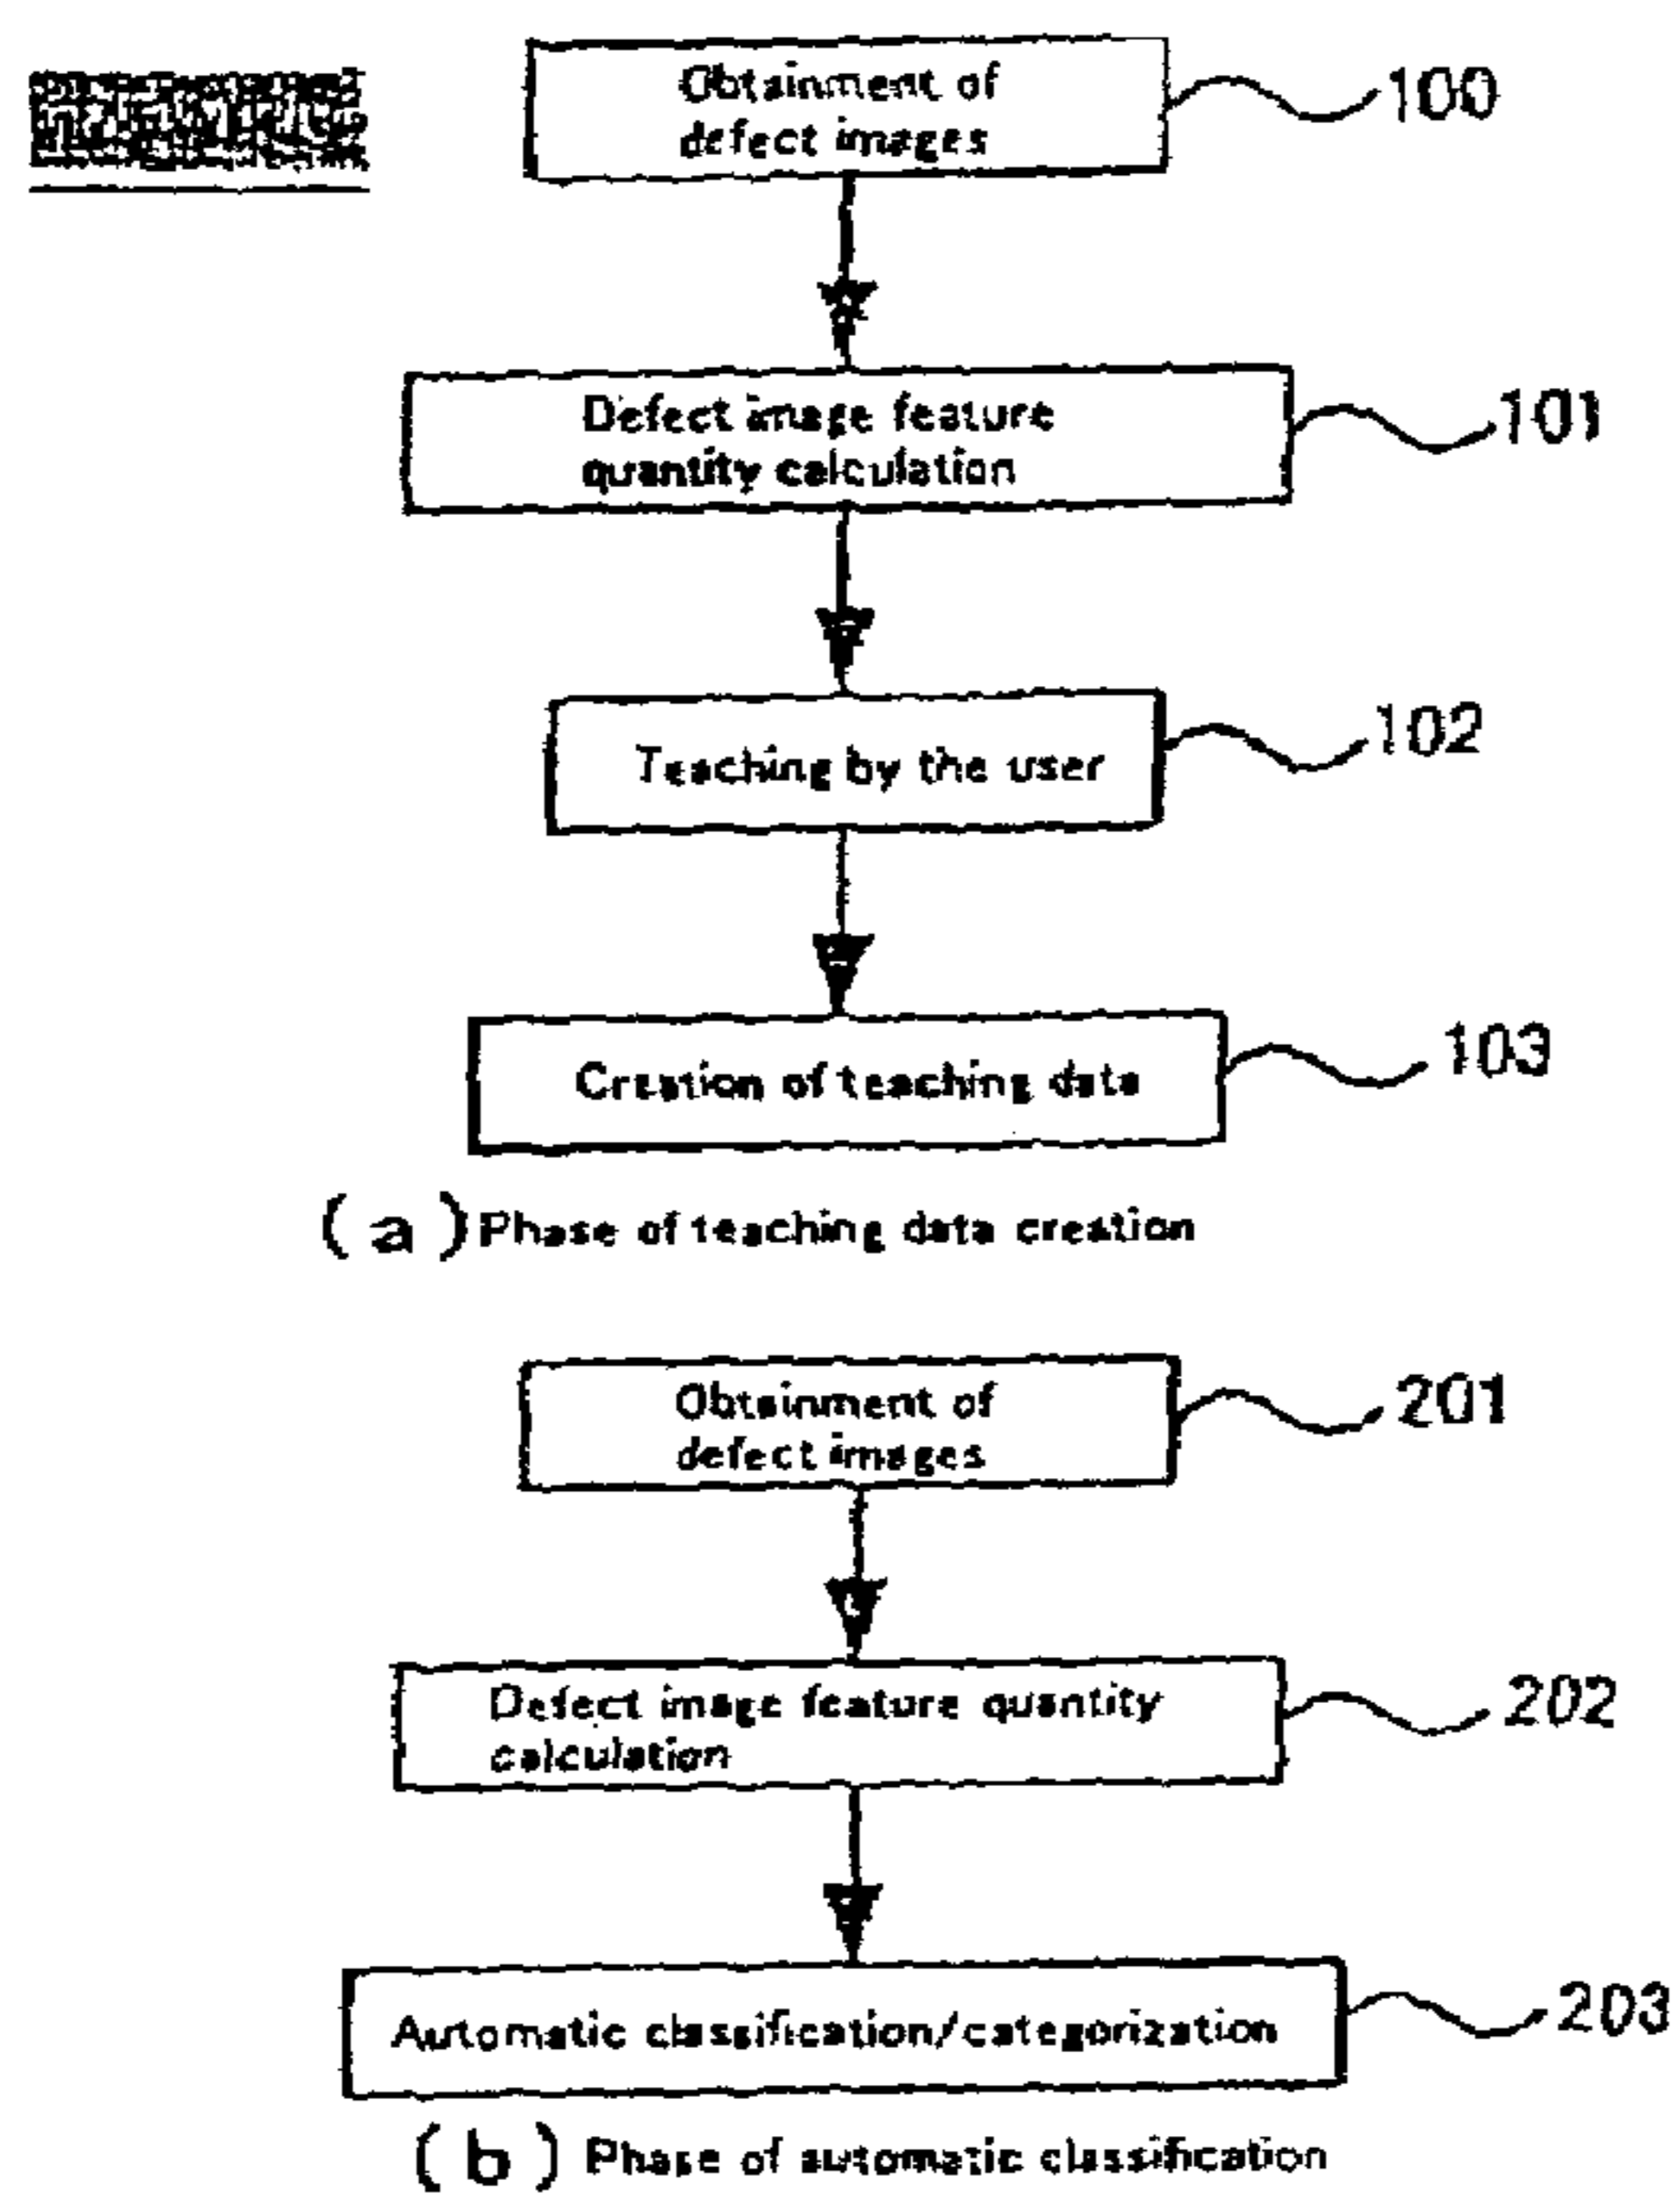 Obtainment of
defect images
100
Defect image feature
quantity calculation
101
Teaching by the user
102
Creation of teaching data
103
(a) Phase of teaching data creation
Obtainment of
defect images
201
Defect image feature quantity
calculation
202
Automatic classification/categorization
203
(b) Phase of automatic classification